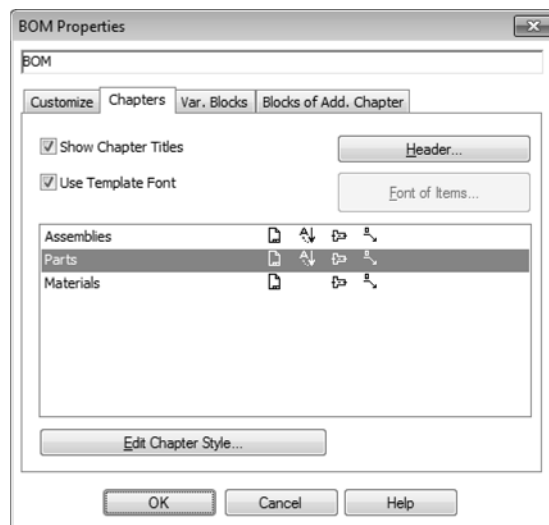 BOM Properties
BOM
Customize Chapters Var. Blocks Blocks of Add. Chapter
Show Chapter Titles Header...
Use Template Font Font of Items...
Assemblies
Parts
Materials
Edit Chapter Style...
OK Cancel Help